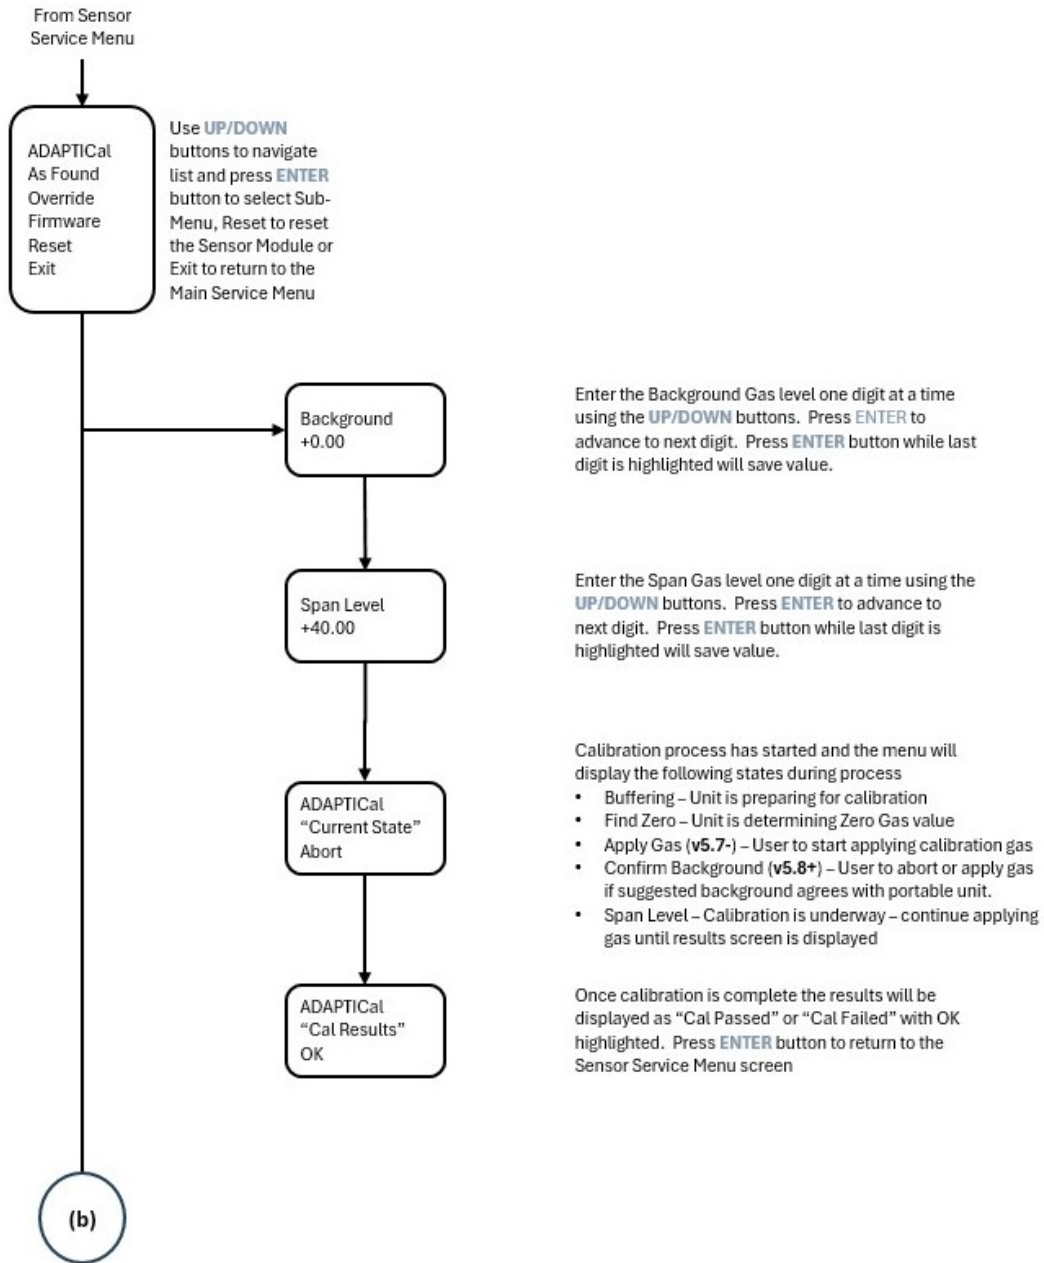 From Sensor
Service Menu
ADAPTICal
As Found
Override
Firmware
Reset
Exit
Use UP/DOWN
buttons to navigate
list and press ENTER
button to select Sub-
Menu, Reset to reset
the Sensor Module or
Exit to return to the
Main Service Menu
Background
+0.00
Enter the Background Gas level one digit at a time
using the UP/DOWN buttons. Press ENTER to
advance to next digit. Press ENTER button while last
digit is highlighted will save value.
Span Level
+40.00
Enter the Span Gas level one digit at a time using the
UP/DOWN buttons. Press ENTER to advance to
next digit. Press ENTER button while last digit is
highlighted will save value.
ADAPTICal
“Current State”
Abort
Calibration process has started and the menu will
display the following states during process
• Buffering – Unit is preparing for calibration
• Find Zero – Unit is determining Zero Gas value
• Apply Gas (v5.7-) – User to start applying calibration gas
• Confirm Background (v5.8+) – User to abort or apply gas
if suggested background agrees with portable unit.
• Span Level – Calibration is underway – continue applying
gas until results screen is displayed
ADAPTICal
“Cal Results”
OK
Once calibration is complete the results will be
displayed as “Cal Passed” or “Cal Failed” with OK
highlighted. Press ENTER button to return to the
Sensor Service Menu screen
(b)